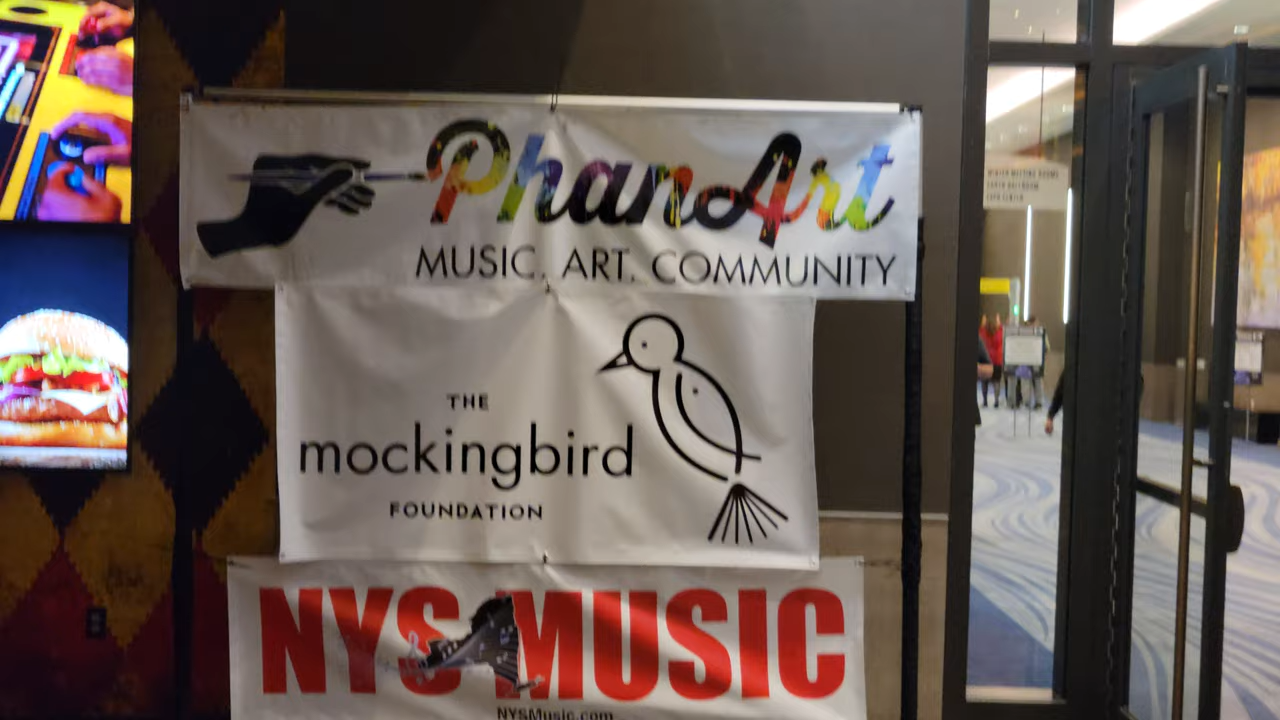 PhanArt
MUSIC. ART. COMMUNITY
THE
mockingbird
FOUNDATION
NYS MUSIC
NYSMusic.com